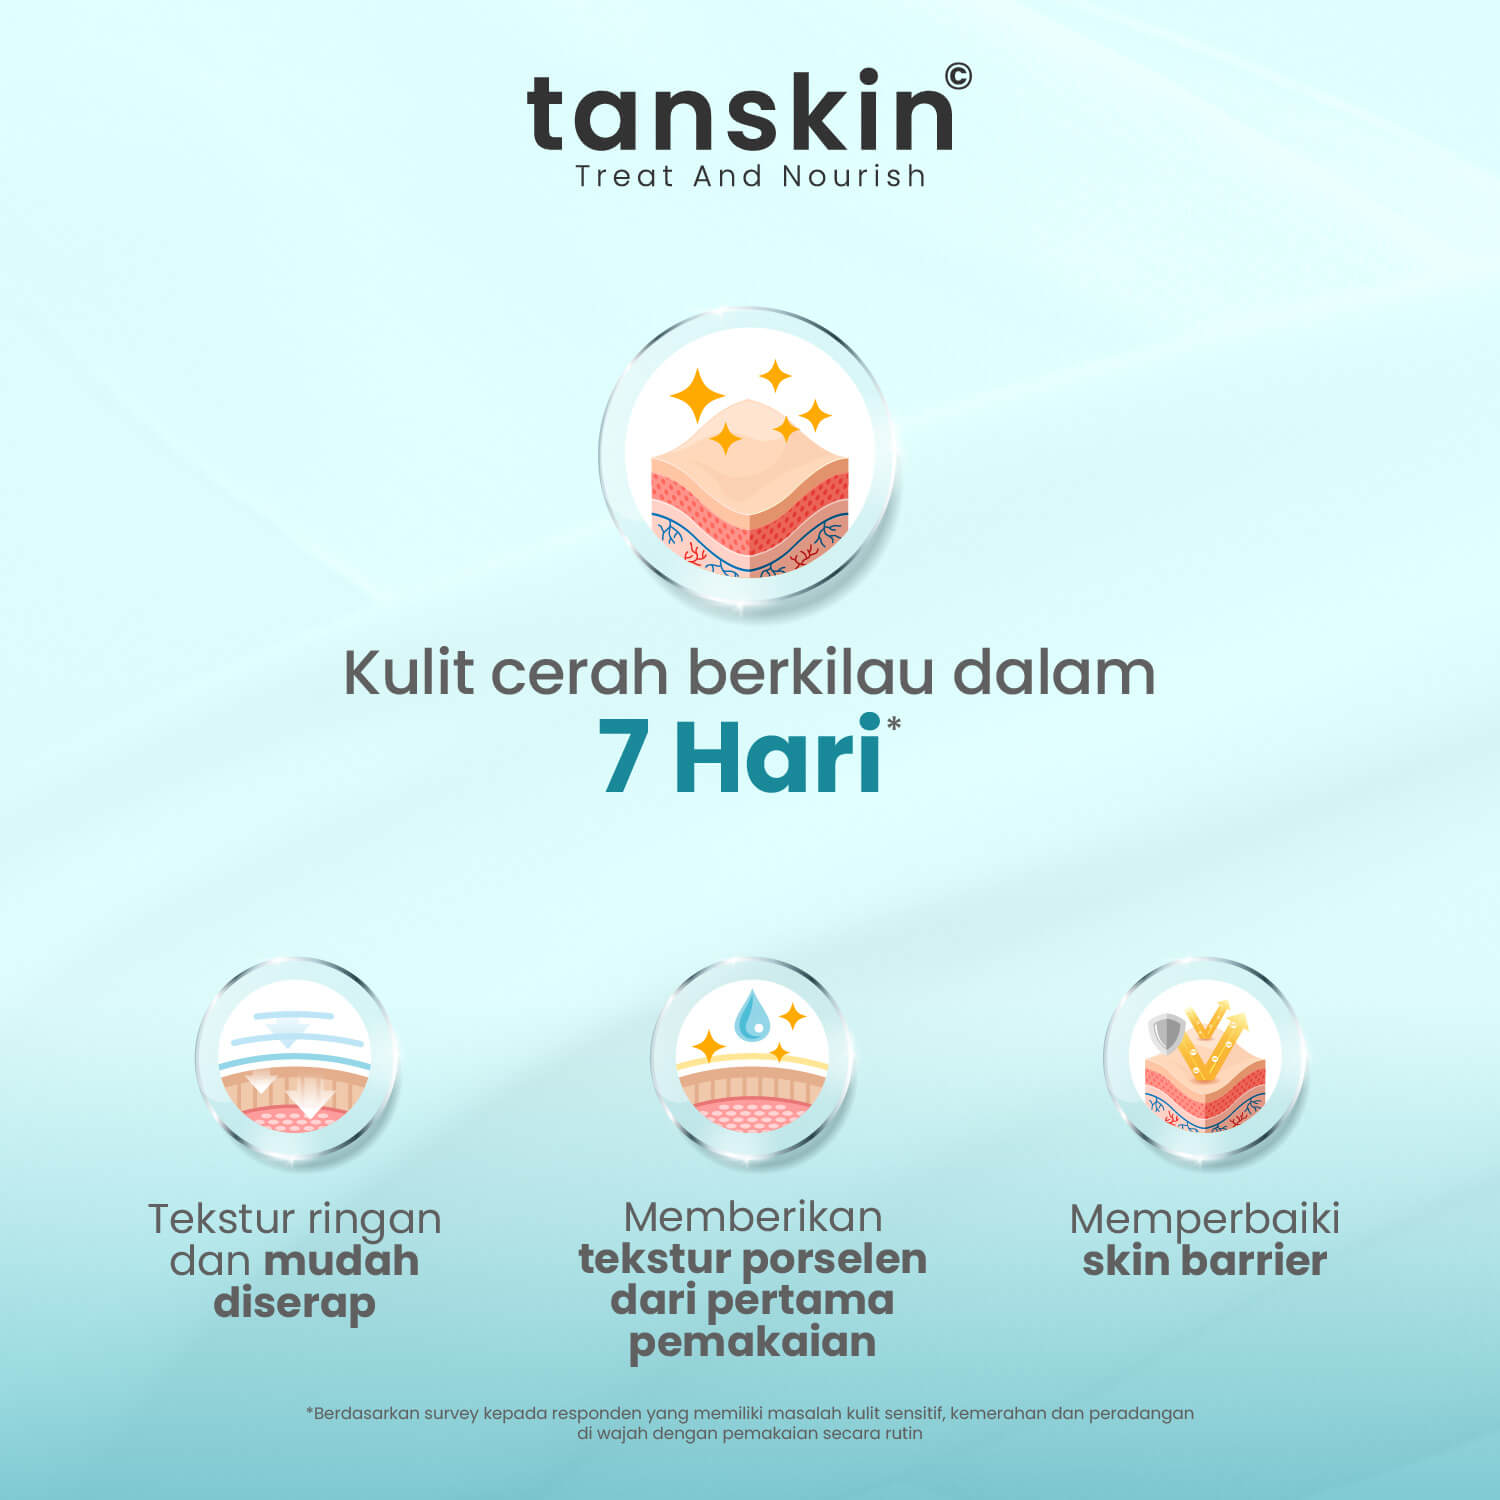 tanskin©
Treat And Nourish
Kulit cerah berkilau dalam
7 Hari*
Tekstur ringan
dan mudah
diserap
Memberikan
tekstur porselen
dari pertama
pemakaian
Memperbaiki
skin barrier
*Berdasarkan survey kepada responden yang memiliki masalah kulit sensitif, kemerahan dan peradangan
di wajah dengan pemakaian secara rutin